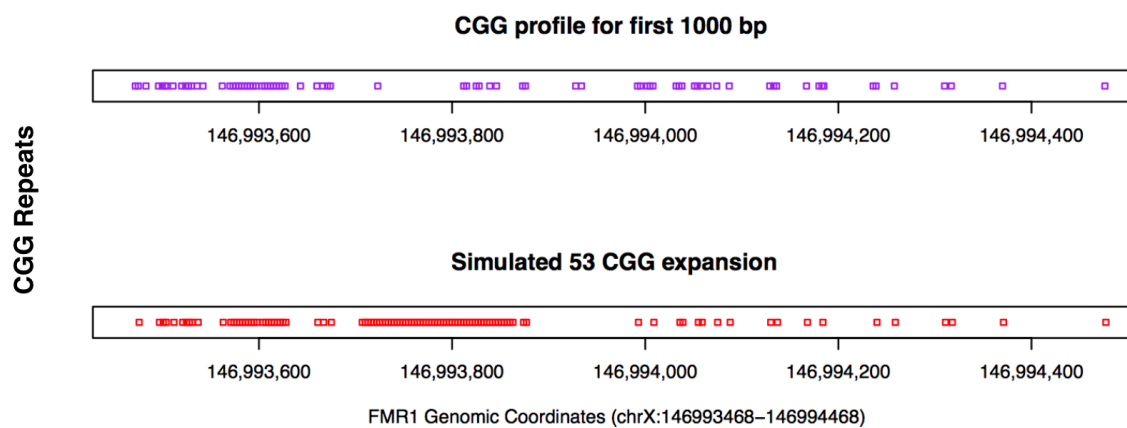 CGG profile for first 1000 bp
146,993,600 146,993,800 146,994,000 146,994,200 146,994,400
CGG Repeats
Simulated 53 CGG expansion
146,993,600 146,993,800 146,994,000 146,994,200 146,994,400
FMR1 Genomic Coordinates (chrX:146993468−146994468)